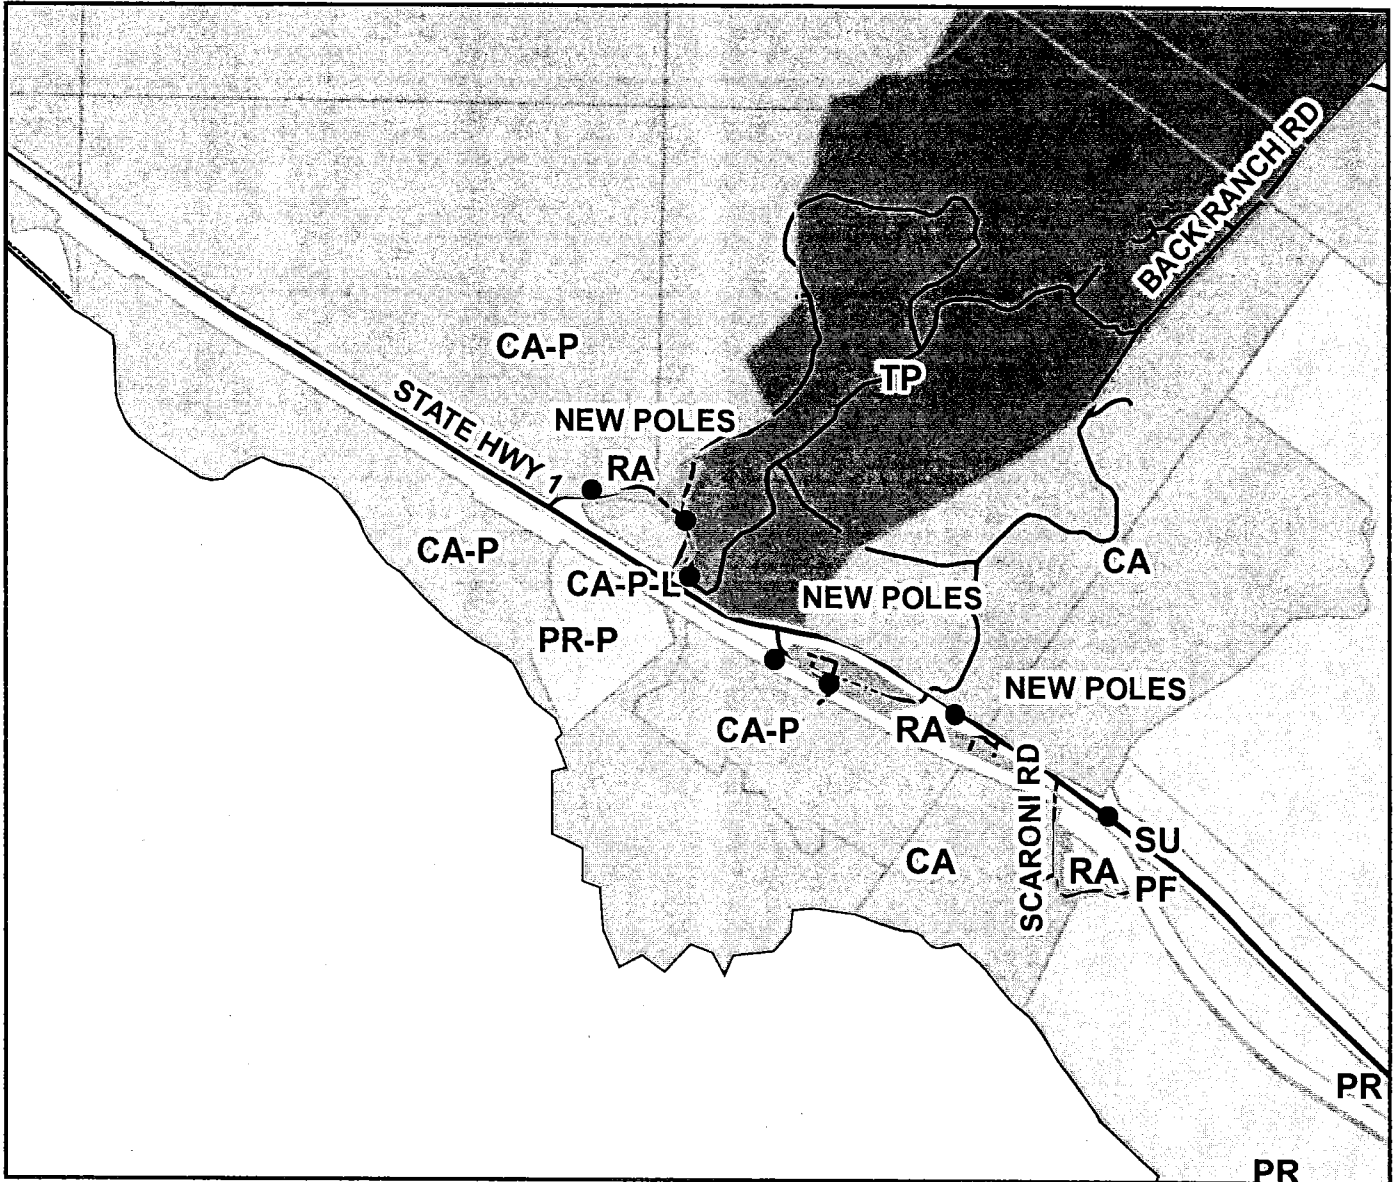 BACK RANCH RD
CA-P
STATE HWY 1
TP
NEW POLES
RA
CA-P
CA
CA-P-L
NEW POLES
PR-P
NEW POLES
CA-P
RA
SCARONI RD
SU
CA
RA
PF
PR
PR